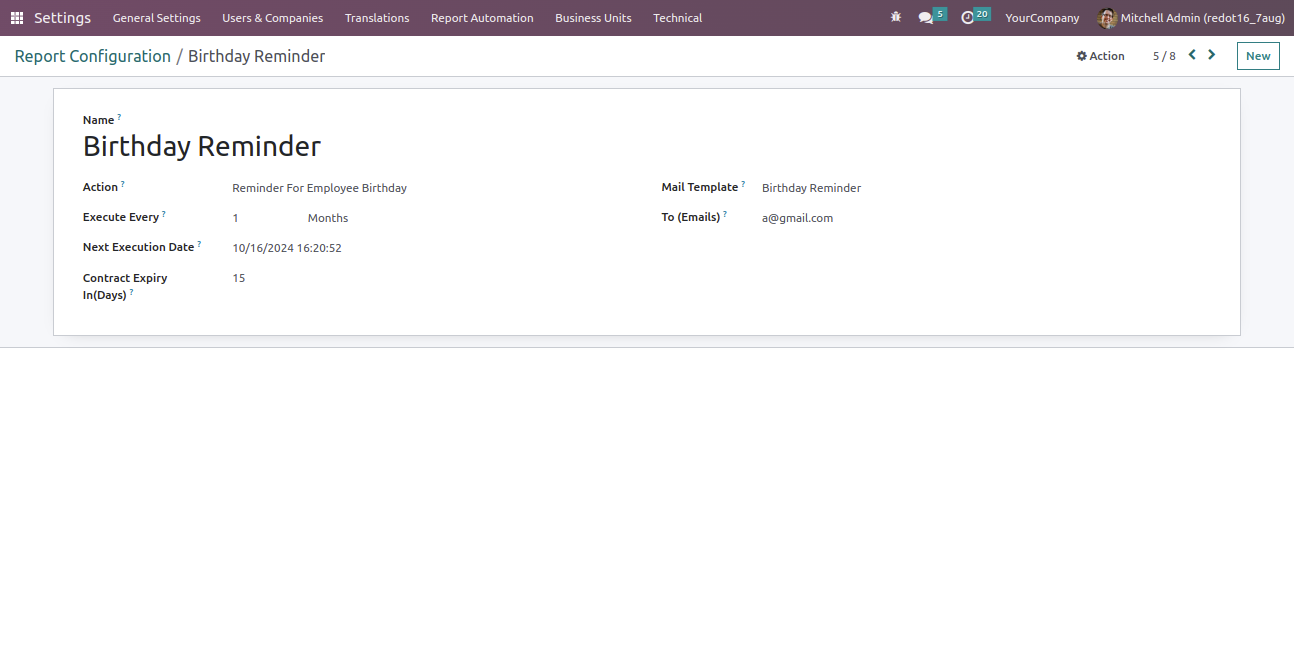 Settings General Settings Users & Companies Translations Report Automation Business Units Technical 5 20 YourCompany Mitchell Admin (redot16_7aug)
Report Configuration / Birthday Reminder Action 5 / 8 New
Name ?
Birthday Reminder
Action ? Reminder For Employee Birthday Mail Template ? Birthday Reminder
Execute Every ? 1 Months To (Emails) ? a@gmail.com
Next Execution Date ? 10/16/2024 16:20:52
Contract Expiry 15
In(Days) ?